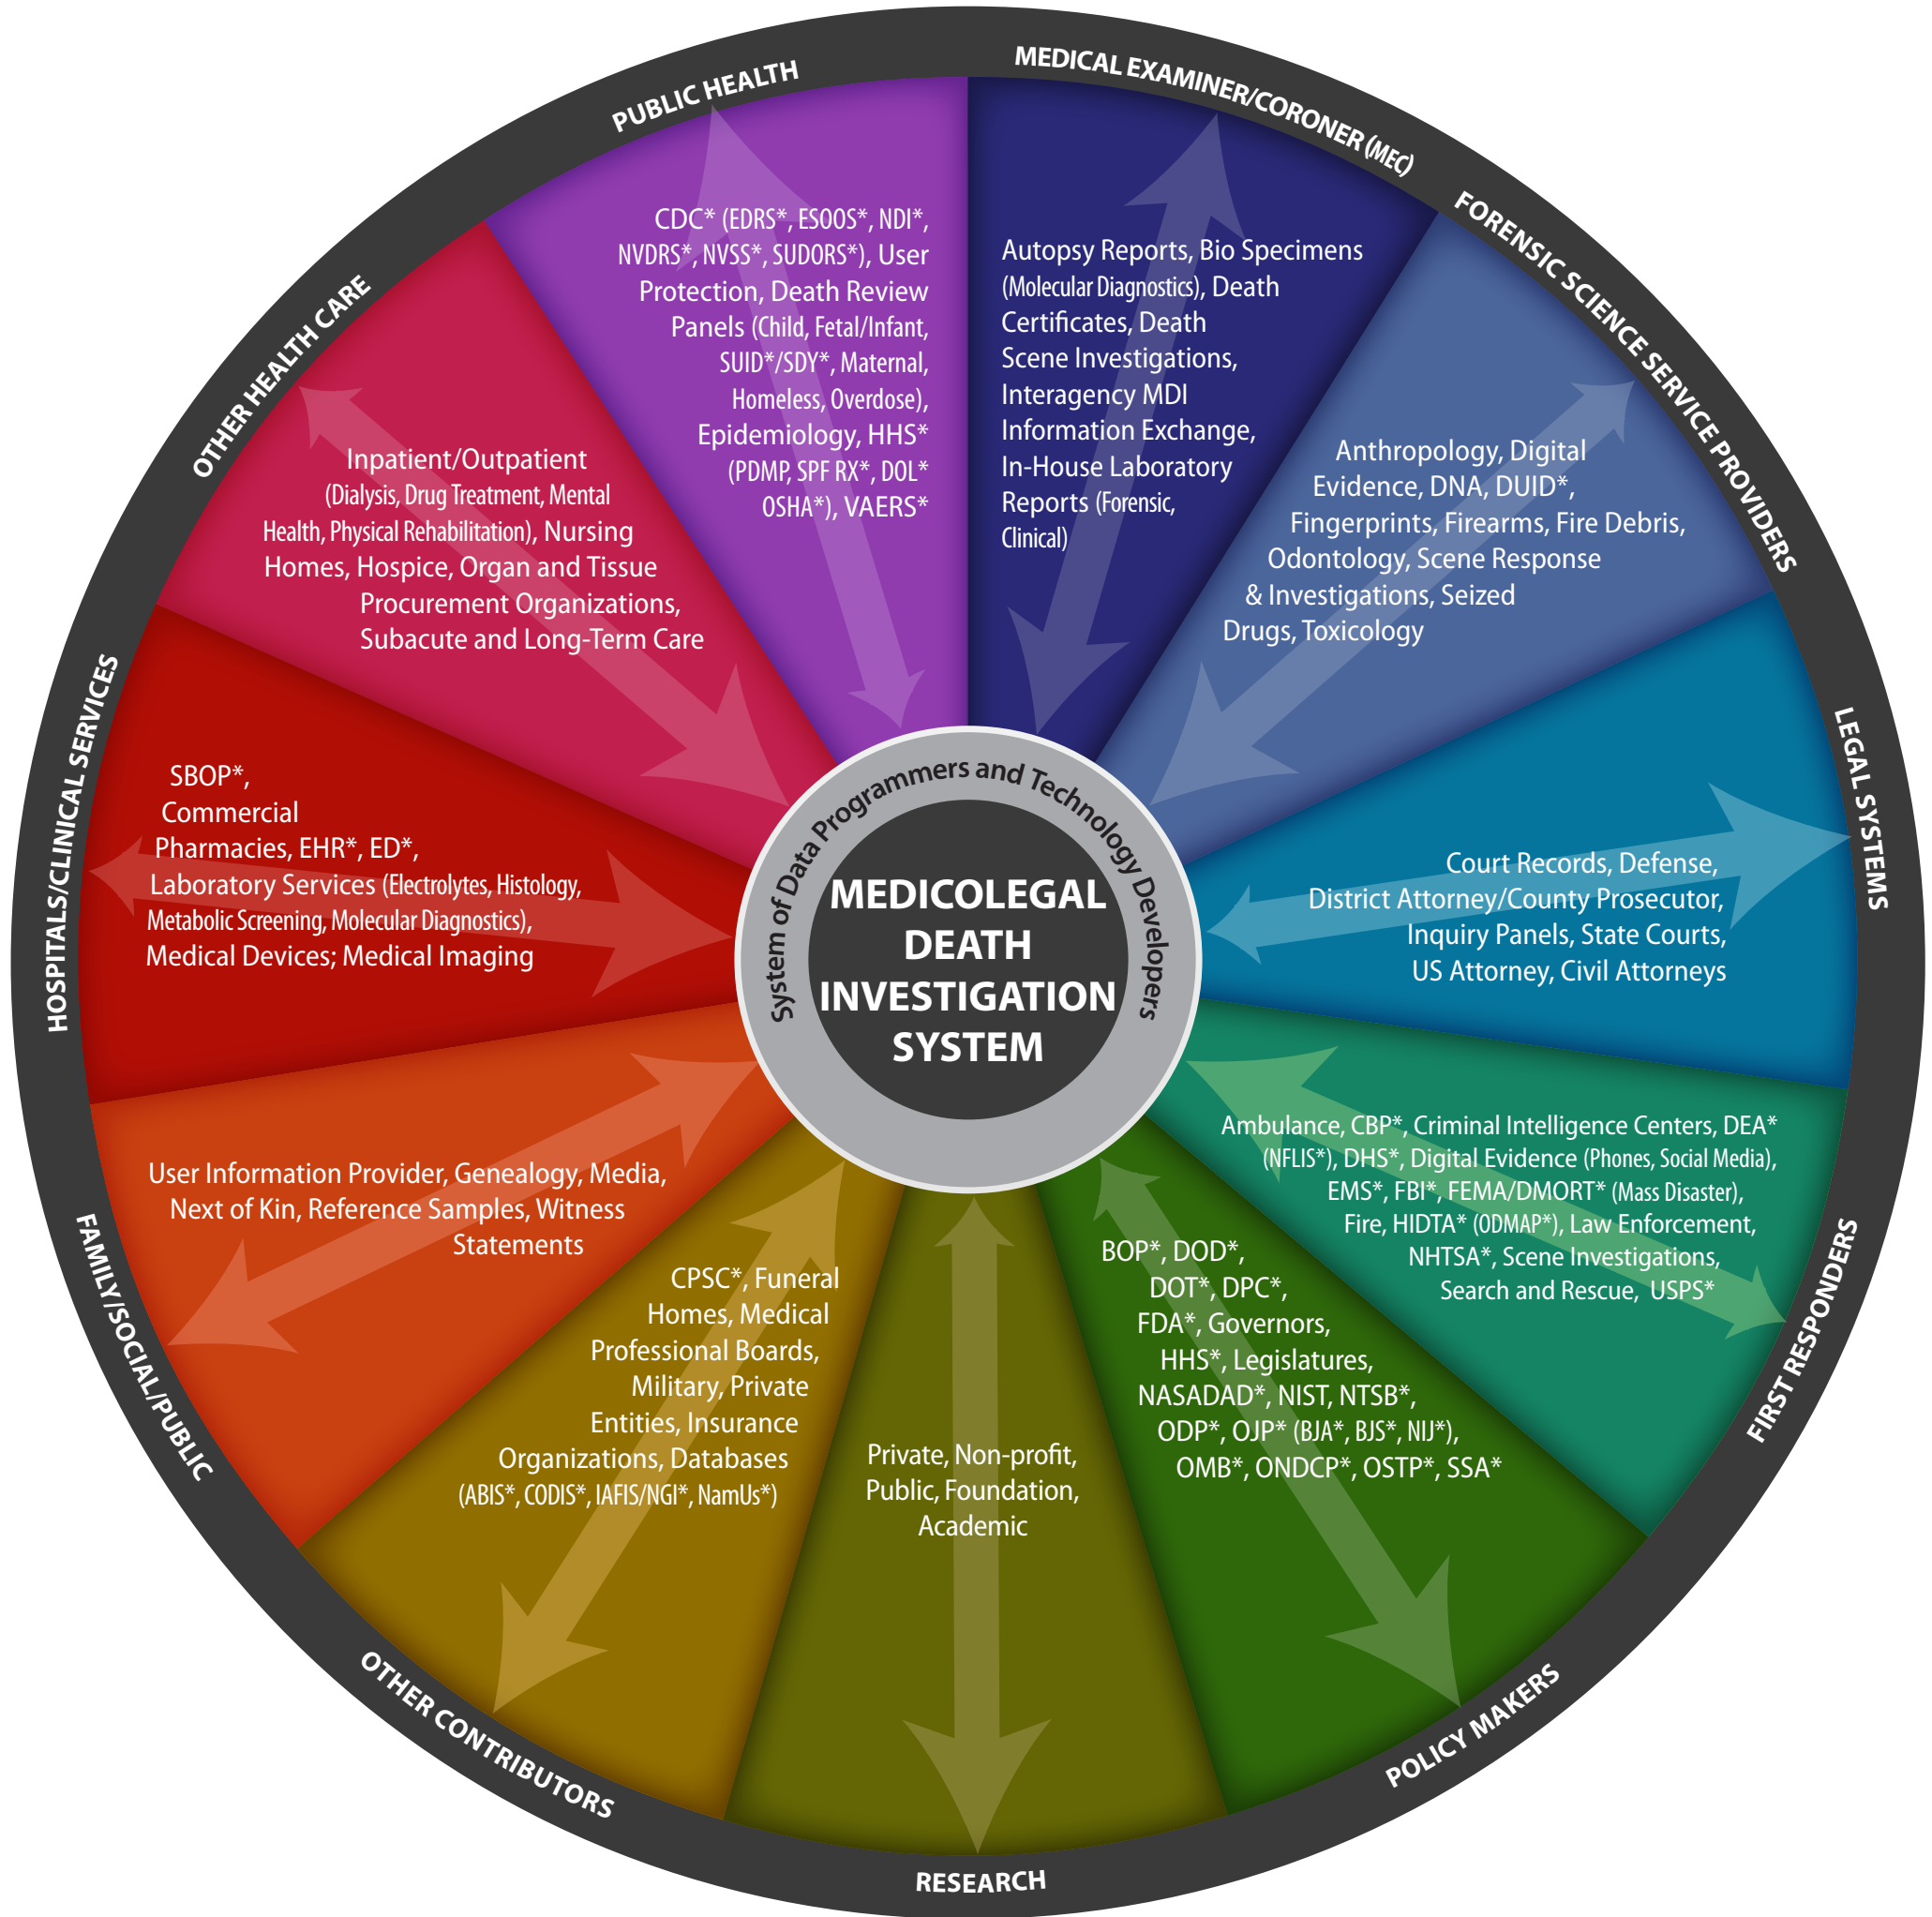 MEDICAL EXAMINER/CORONER (MEC)
Autopsy Reports, Bio Specimens
(Molecular Diagnostics), Death
Certificates, Death
Scene Investigations,
Interagency MDI
Information Exchange,
In-House Laboratory
Reports (Forensic,
Clinical)
FORENSIC SCIENCE SERVICE PROVIDERS
Anthropology, Digital
Evidence, DNA, DUID*,
Fingerprints, Firearms, Fire Debris,
Odontology, Scene Response
& Investigations, Seized
Drugs, Toxicology
LEGAL SYSTEMS
Court Records, Defense,
District Attorney/County Prosecutor,
Inquiry Panels, State Courts,
US Attorney, Civil Attorneys
FIRST RESPONDERS
Ambulance, CBP*, Criminal Intelligence Centers, DEA*
(NFLIS*), DHS*, Digital Evidence (Phones, Social Media),
EMS*, FBI*, FEMA/DMORT* (Mass Disaster),
Fire, HIDTA* (ODMAP*), Law Enforcement,
NHTSA*, Scene Investigations,
Search and Rescue, USPS*
POLICY MAKERS
BOP*, DOD*,
DOT*, DPC*,
FDA*, Governors,
HHS*, Legislatures,
NASADAD*, NIST, NTSB*,
ODP*, OJP* (BJA*, BJS*, NIJ*),
OMB*, ONDCP*, OSTP*, SSA*
RESEARCH
Private, Non-profit,
Public, Foundation,
Academic
OTHER CONTRIBUTORS
CPSC*, Funeral
Homes, Medical
Professional Boards,
Military, Private
Entities, Insurance
Organizations, Databases
(ABIS*, CODIS*, IAFIS/NGI*, NamUs*)
FAMILY/SOCIAL/PUBLIC
User Information Provider, Genealogy, Media,
Next of Kin, Reference Samples, Witness
Statements
HOSPITALS/CLINICAL SERVICES
SBOP*,
Commercial
Pharmacies, EHR*, ED*,
Laboratory Services (Electrolytes, Histology,
Metabolic Screening, Molecular Diagnostics),
Medical Devices; Medical Imaging
OTHER HEALTH CARE
Inpatient/Outpatient
(Dialysis, Drug Treatment, Mental
Health, Physical Rehabilitation), Nursing
Homes, Hospice, Organ and Tissue
Procurement Organizations,
Subacute and Long-Term Care
PUBLIC HEALTH
CDC* (EDRS*, ESOOS*, NDI*,
NVDRS*, NVSS*, SUDORS*), User
Protection, Death Review
Panels (Child, Fetal/Infant,
SUID*/SDY*, Maternal,
Homeless, Overdose),
Epidemiology, HHS*
(PDMP, SPF RX*, DOL*
OSHA*), VAERS*
System of Data Programmers and Technology Developers
MEDICOLEGAL
DEATH
INVESTIGATION
SYSTEM